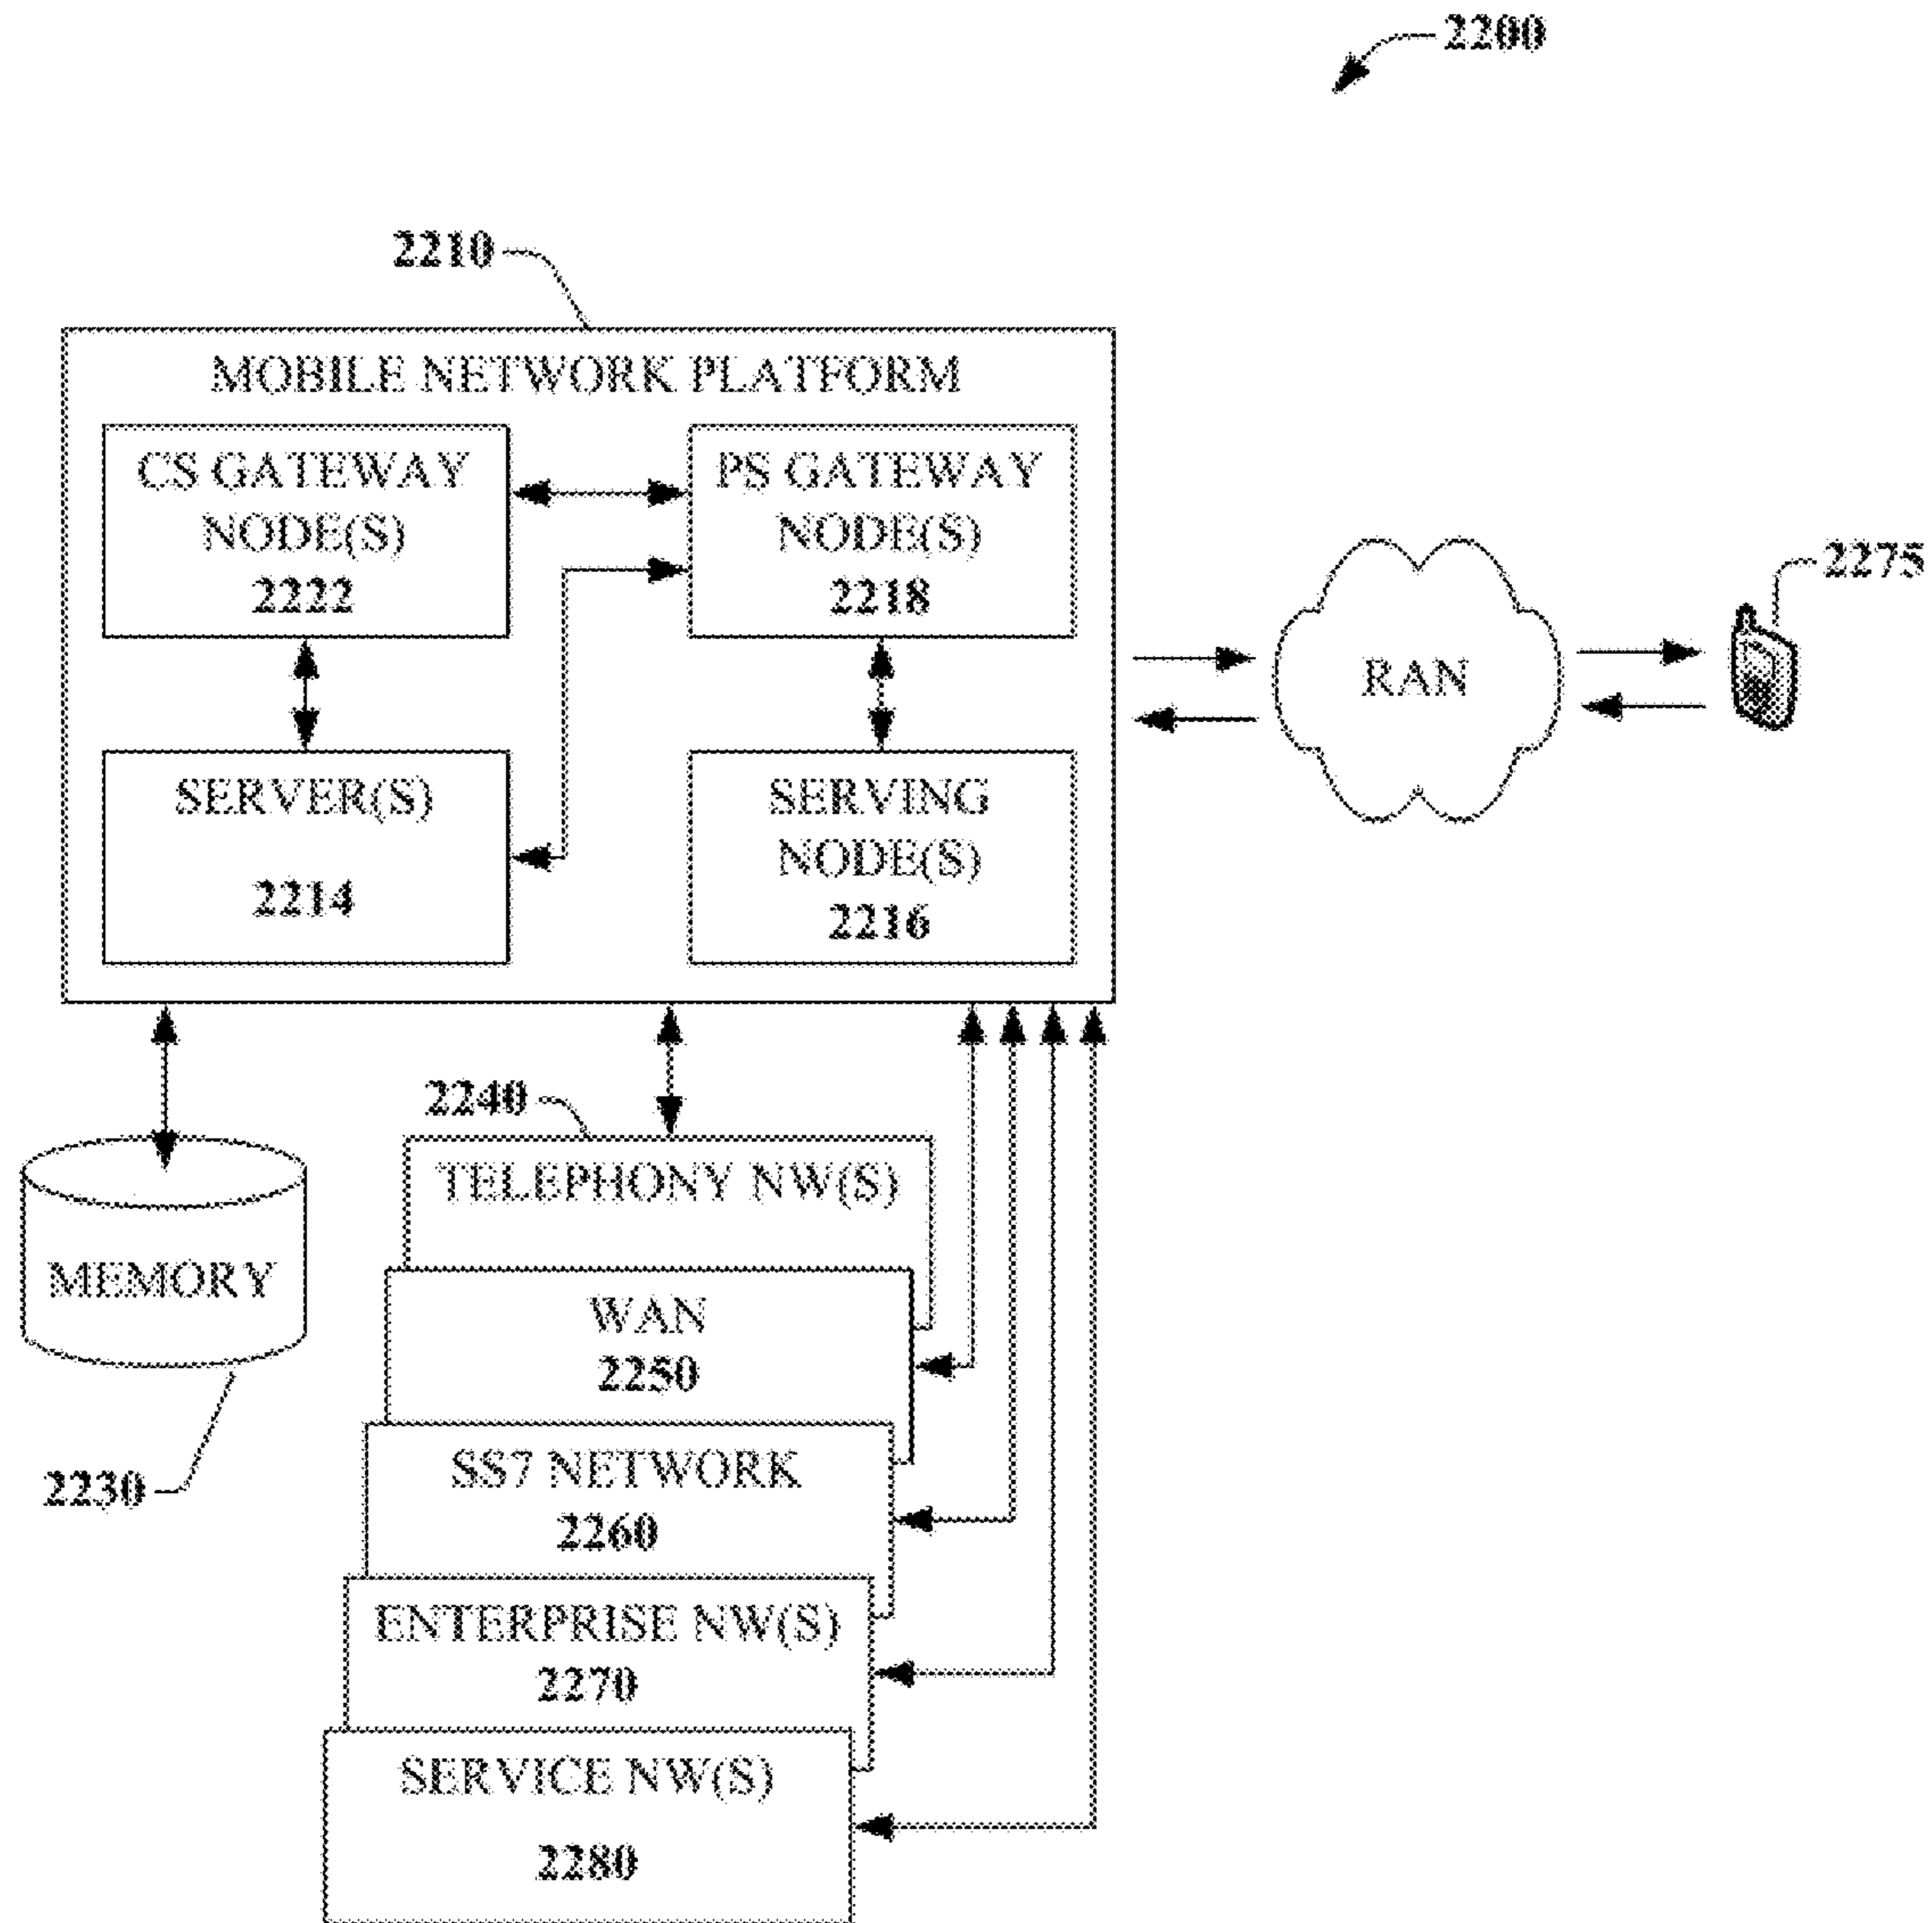 2200
2210
MOBILE NETWORK PLATFORM
CS GATEWAY
NODE(S)
2222
PS GATEWAY
NODE(S)
2218
SERVER(S)
2214
SERVING
NODE(S)
2216
RAN
2275
2240
TELEPHONY NW(S)
MEMORY
2230
WAN
2250
SS7 NETWORK
2260
ENTERPRISE NW(S)
2270
SERVICE NW(S)
2280